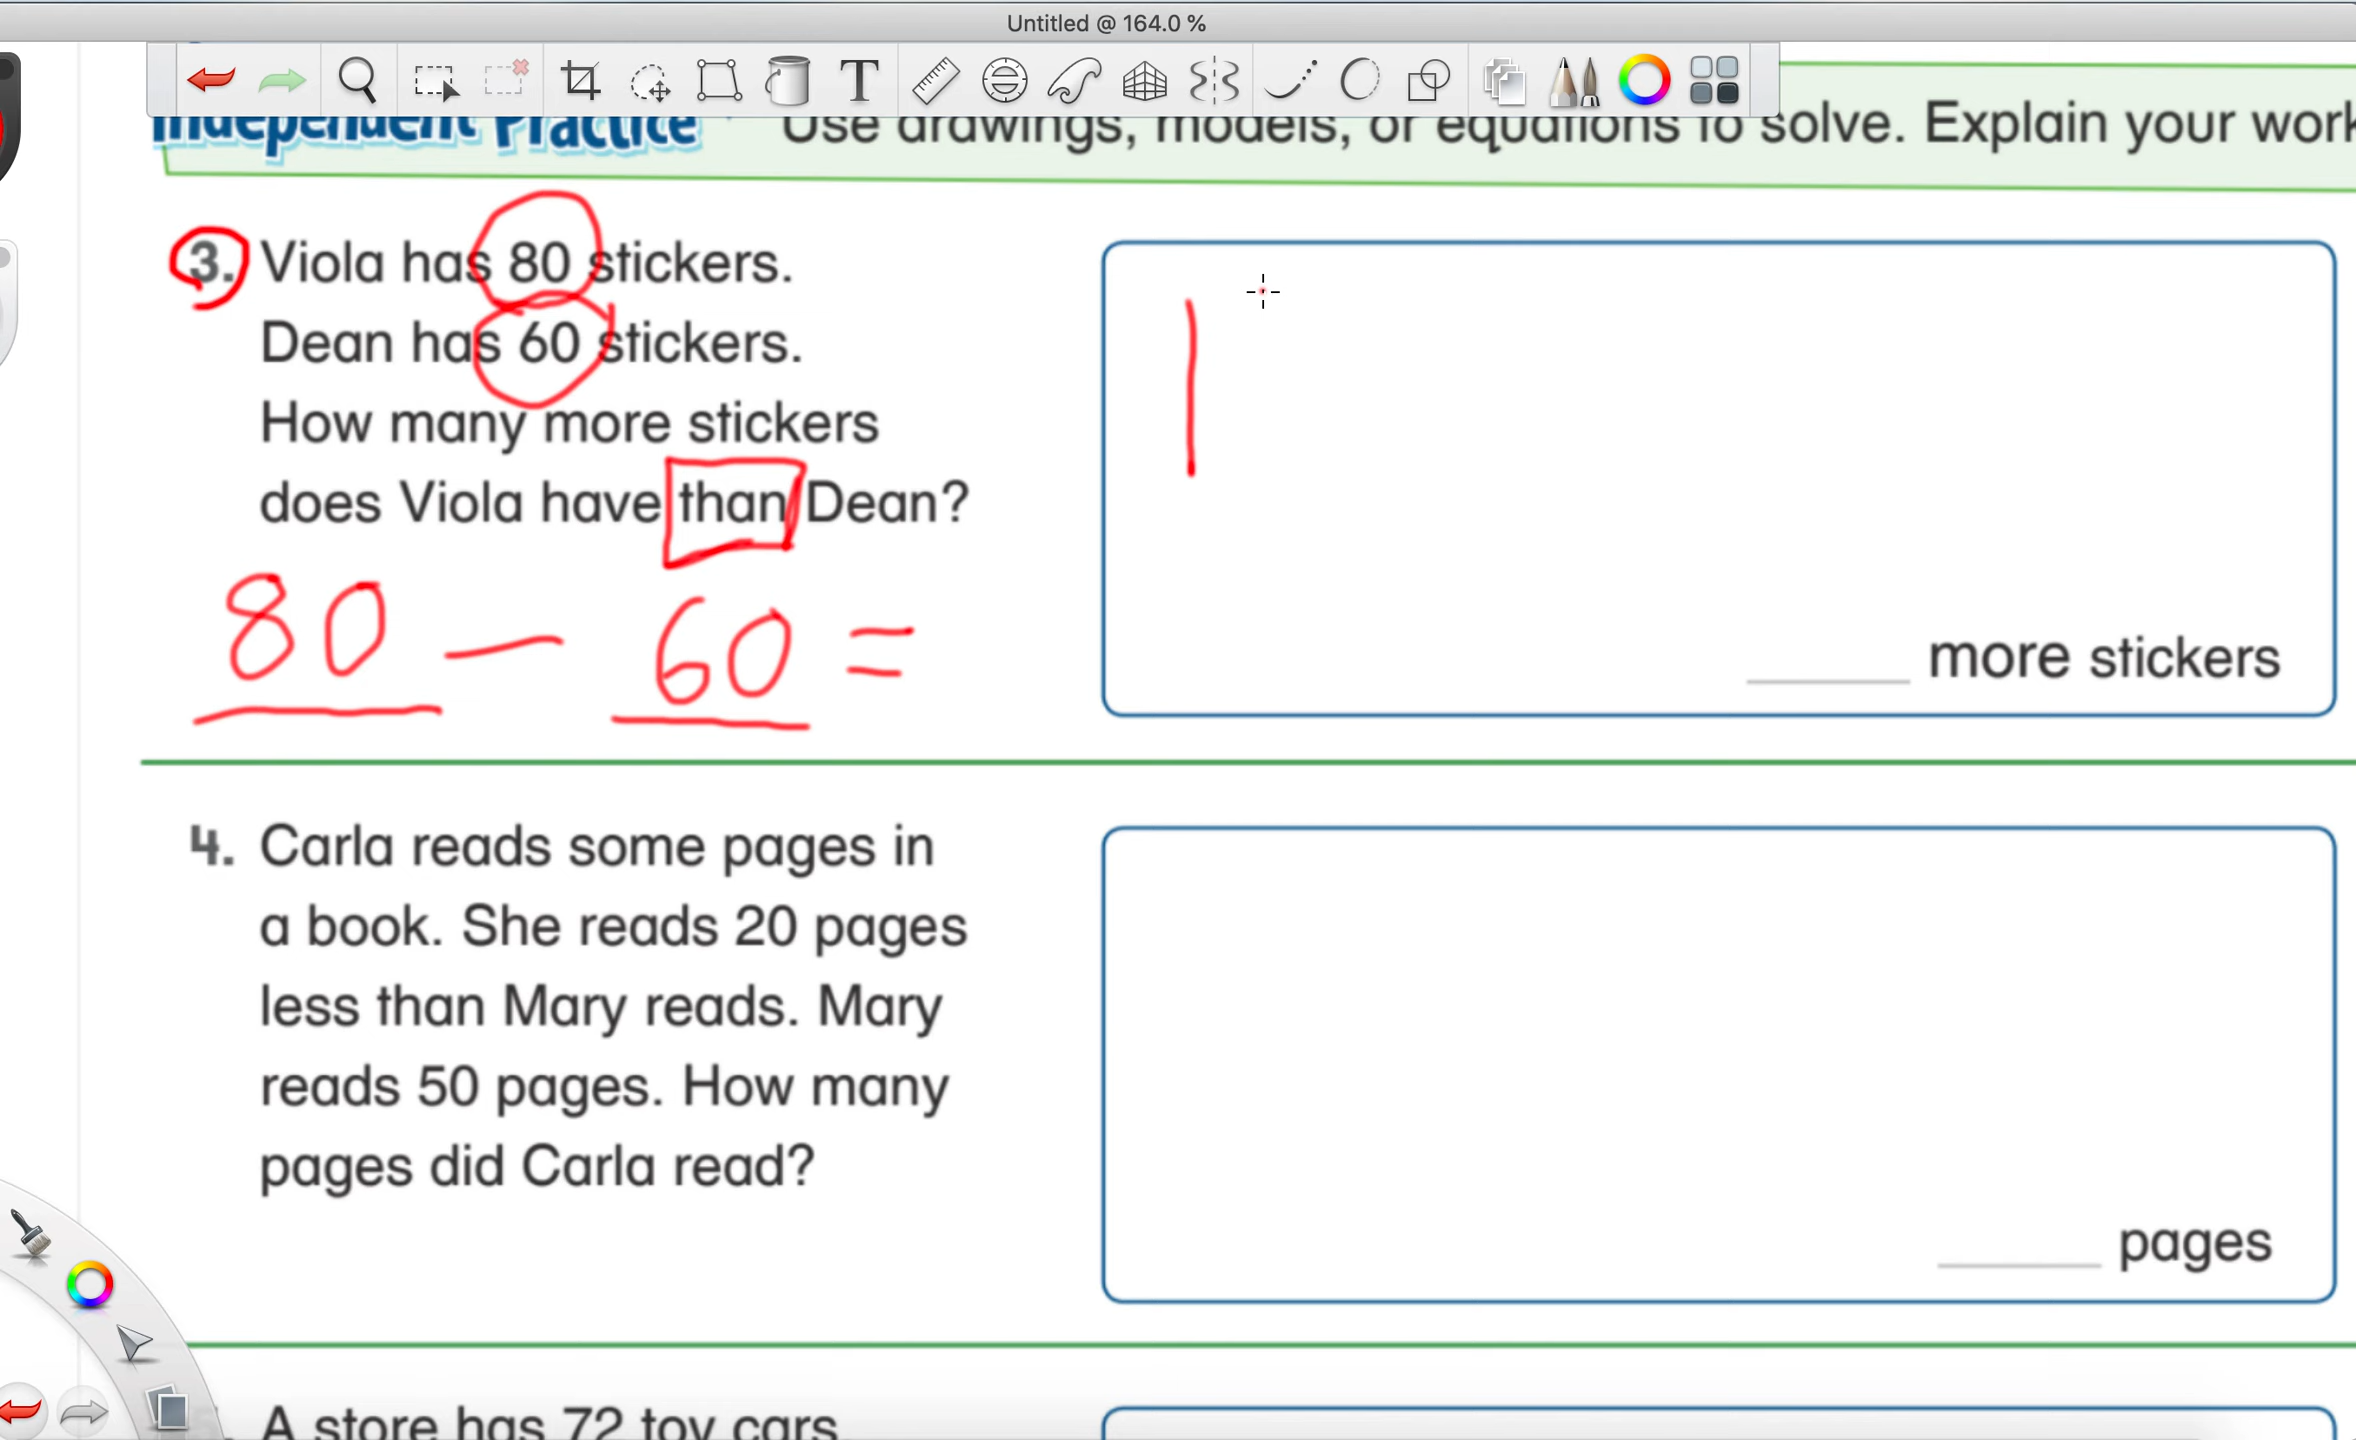 Untitled @ 164.0 %
Independent Practice Use drawings, models, or equations to solve. Explain your work
3. Viola has 80 stickers.
Dean has 60 stickers.
How many more stickers
does Viola have than Dean?
80 — 60 =
more stickers
4. Carla reads some pages in
a book. She reads 20 pages
less than Mary reads. Mary
reads 50 pages. How many
pages did Carla read?
pages
A store has 72 toy cars.